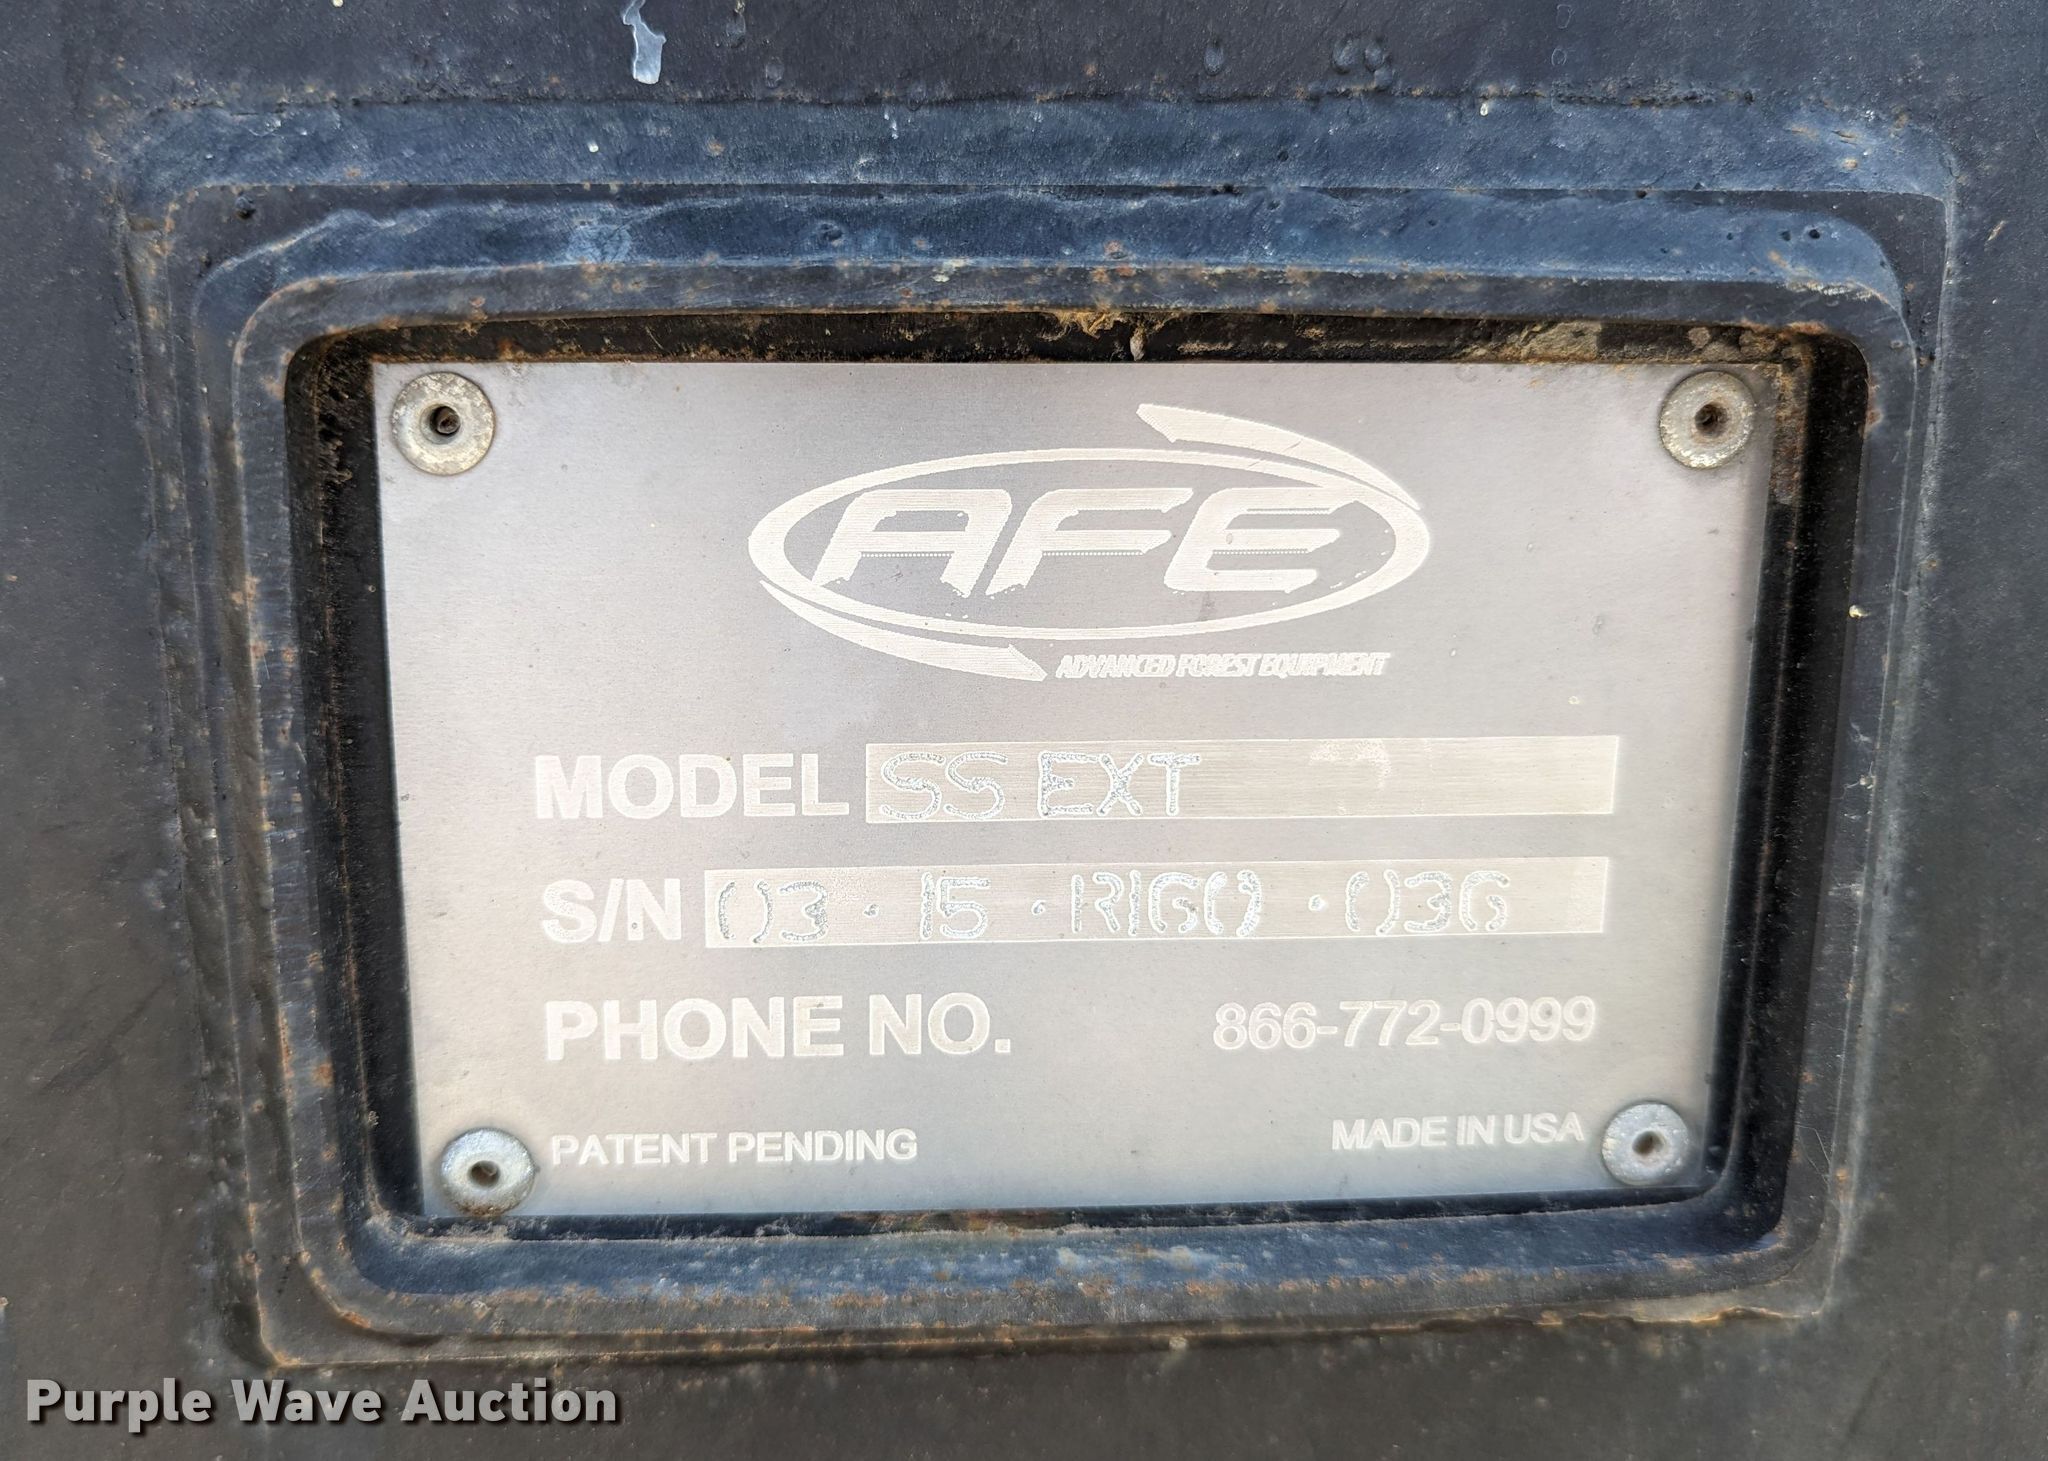 AFE
ADVANCED FOREST EQUIPMENT
MODEL SS EXT
S/N 03·15·R160·036
PHONE NO. 866-772-0999
PATENT PENDING MADE IN USA
Purple Wave Auction